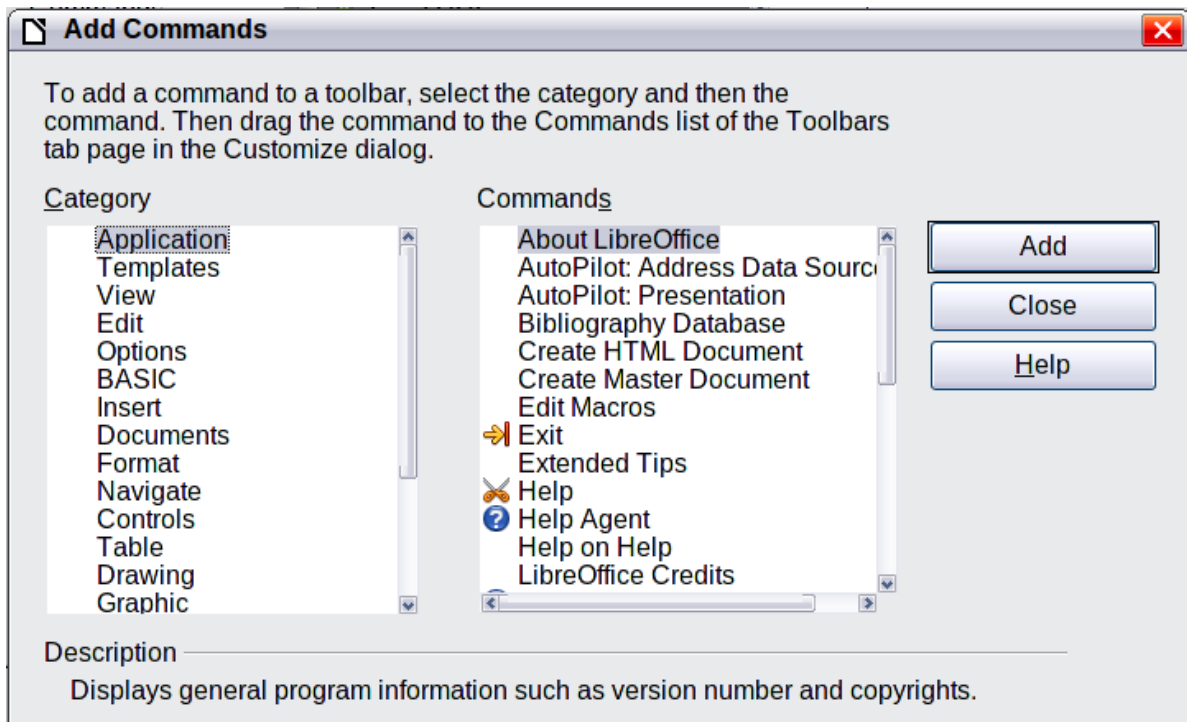 Add Commands
To add a command to a toolbar, select the category and then the
command. Then drag the command to the Commands list of the Toolbars
tab page in the Customize dialog.
Category
Application
Templates
View
Edit
Options
BASIC
Insert
Documents
Format
Navigate
Controls
Table
Drawing
Graphic
Commands
About LibreOffice
AutoPilot: Address Data Sourc
AutoPilot: Presentation
Bibliography Database
Create HTML Document
Create Master Document
Edit Macros
Exit
Extended Tips
Help
Help Agent
Help on Help
LibreOffice Credits
Add
Close
Help
Description
Displays general program information such as version number and copyrights.